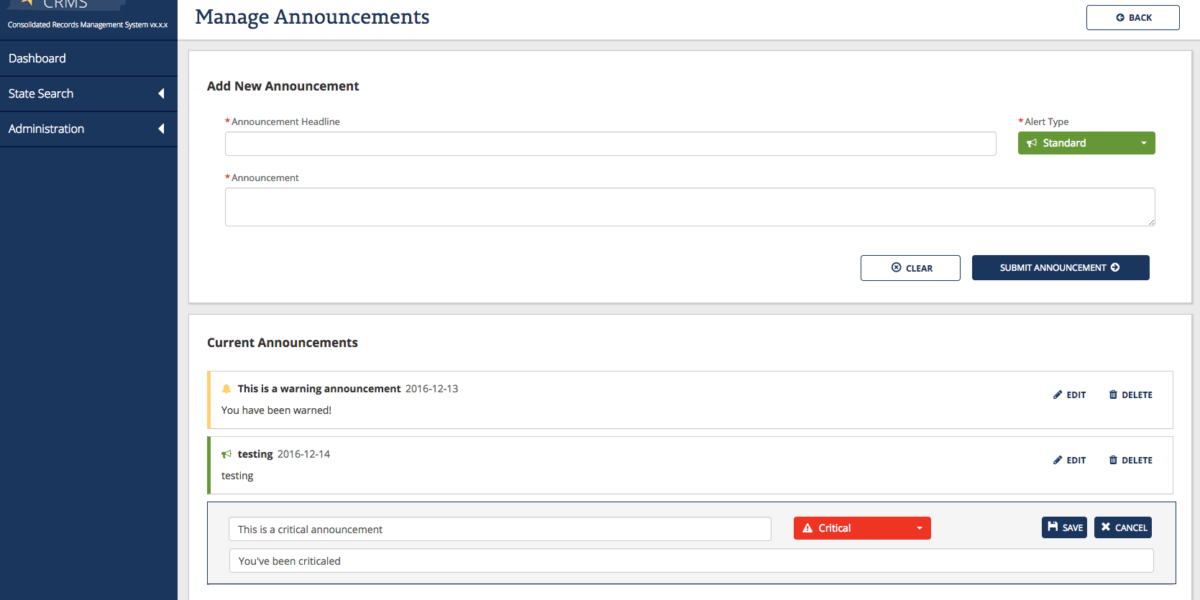 CRMS
Consolidated Records Management System vx.x.x
Manage Announcements
BACK
Dashboard
State Search
Administration
Add New Announcement
*Announcement Headline
*Alert Type
Standard
*Announcement
CLEAR
SUBMIT ANNOUNCEMENT
Current Announcements
This is a warning announcement 2016-12-13
EDIT DELETE
You have been warned!
testing 2016-12-14
EDIT DELETE
testing
This is a critical announcement
Critical
SAVE CANCEL
You've been criticaled